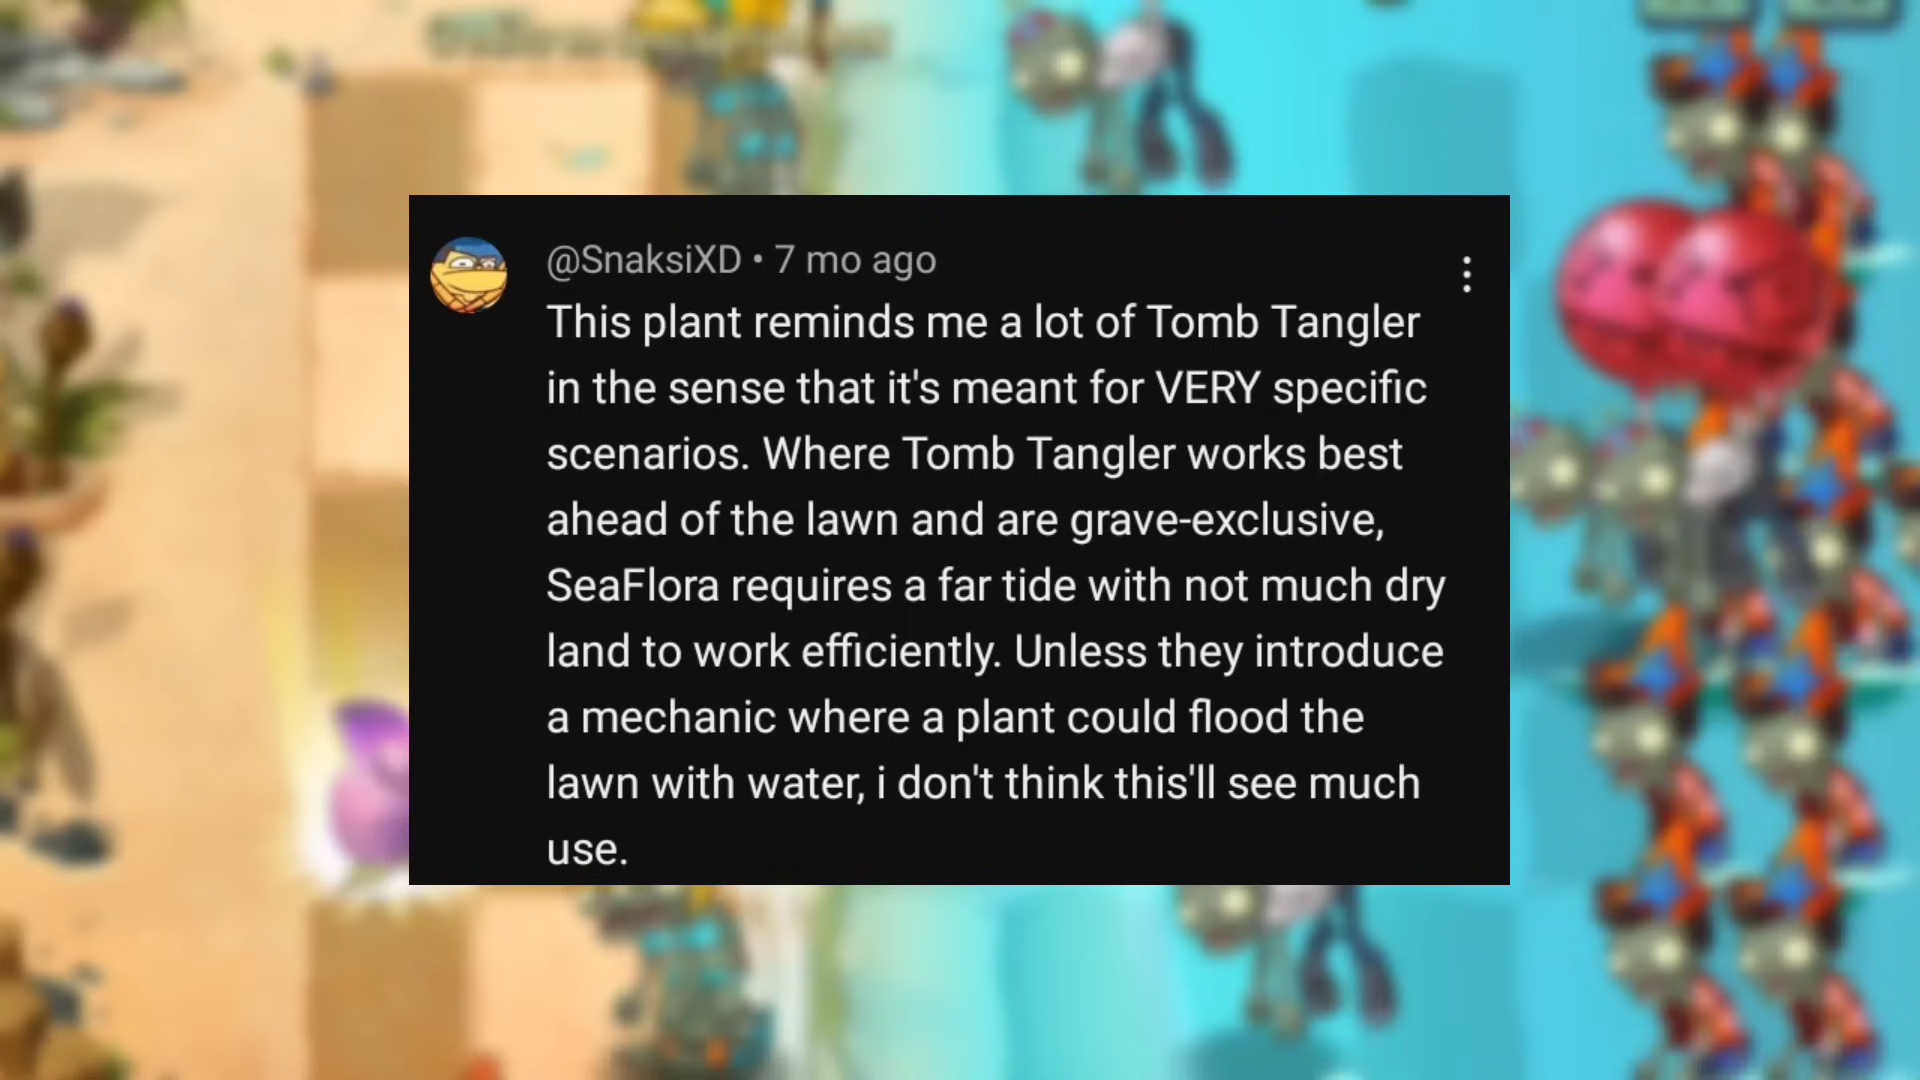 @SnaksiXD • 7 mo ago
This plant reminds me a lot of Tomb Tangler
in the sense that it's meant for VERY specific
scenarios. Where Tomb Tangler works best
ahead of the lawn and are grave-exclusive,
SeaFlora requires a far tide with not much dry
land to work efficiently. Unless they introduce
a mechanic where a plant could flood the
lawn with water, i don't think this'll see much
use.